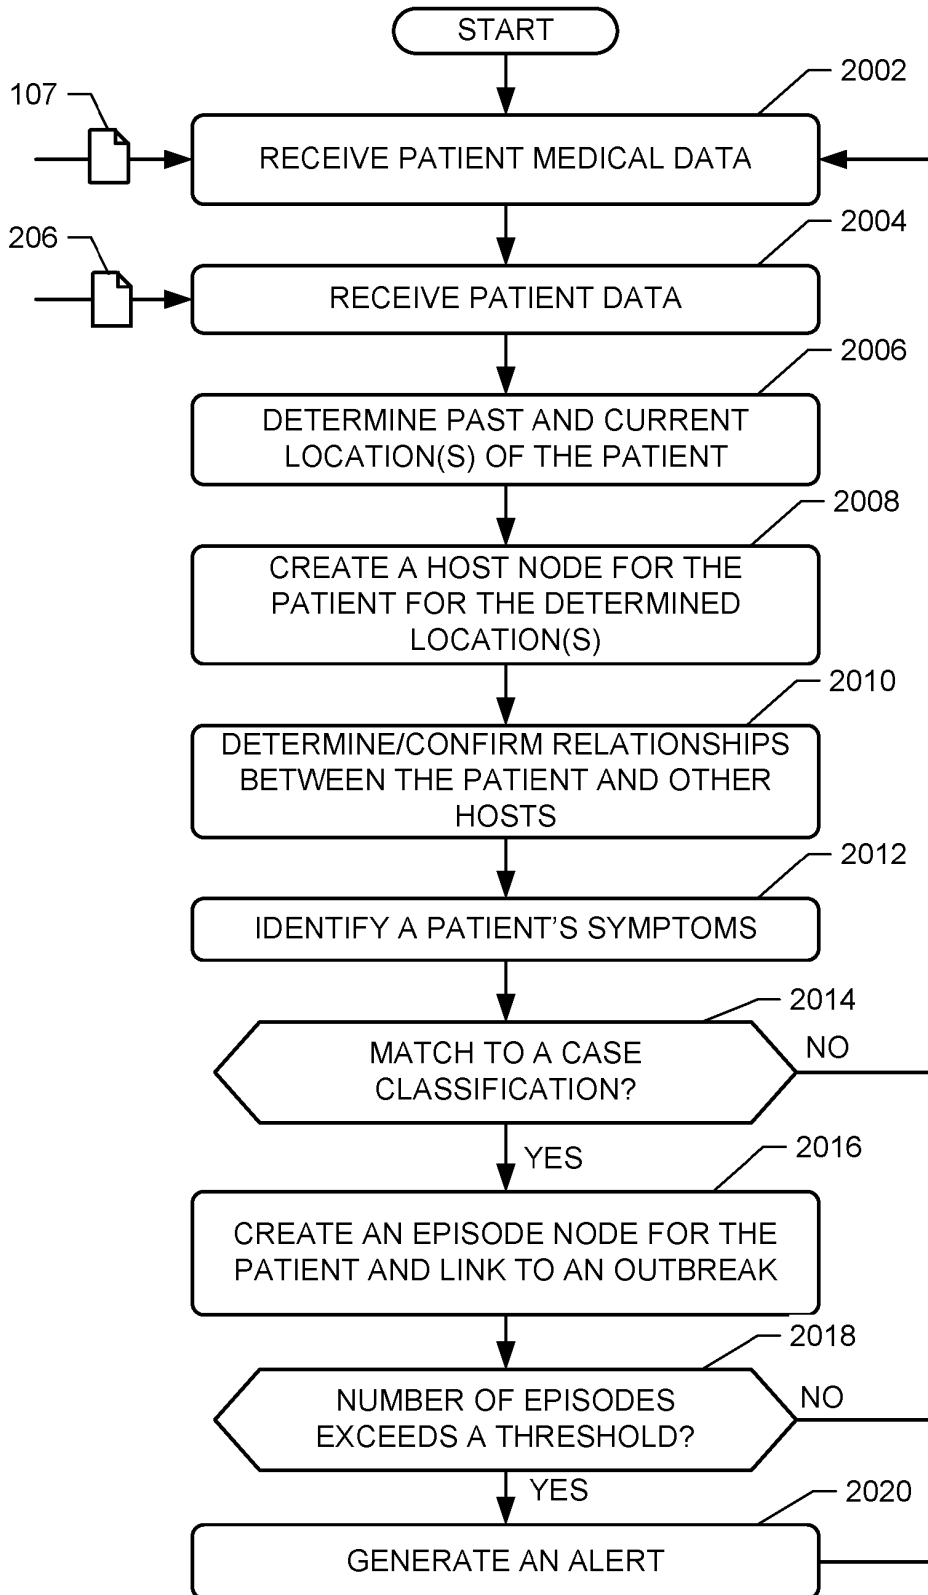 START
2002
107
RECEIVE PATIENT MEDICAL DATA
2004
206
RECEIVE PATIENT DATA
2006
DETERMINE PAST AND CURRENT
LOCATION(S) OF THE PATIENT
2008
CREATE A HOST NODE FOR THE
PATIENT FOR THE DETERMINED
LOCATION(S)
2010
DETERMINE/CONFIRM RELATIONSHIPS
BETWEEN THE PATIENT AND OTHER
HOSTS
2012
IDENTIFY A PATIENT'S SYMPTOMS
2014
MATCH TO A CASE
CLASSIFICATION?
NO
YES
2016
CREATE AN EPISODE NODE FOR THE
PATIENT AND LINK TO AN OUTBREAK
2018
NUMBER OF EPISODES
EXCEEDS A THRESHOLD?
NO
YES
2020
GENERATE AN ALERT